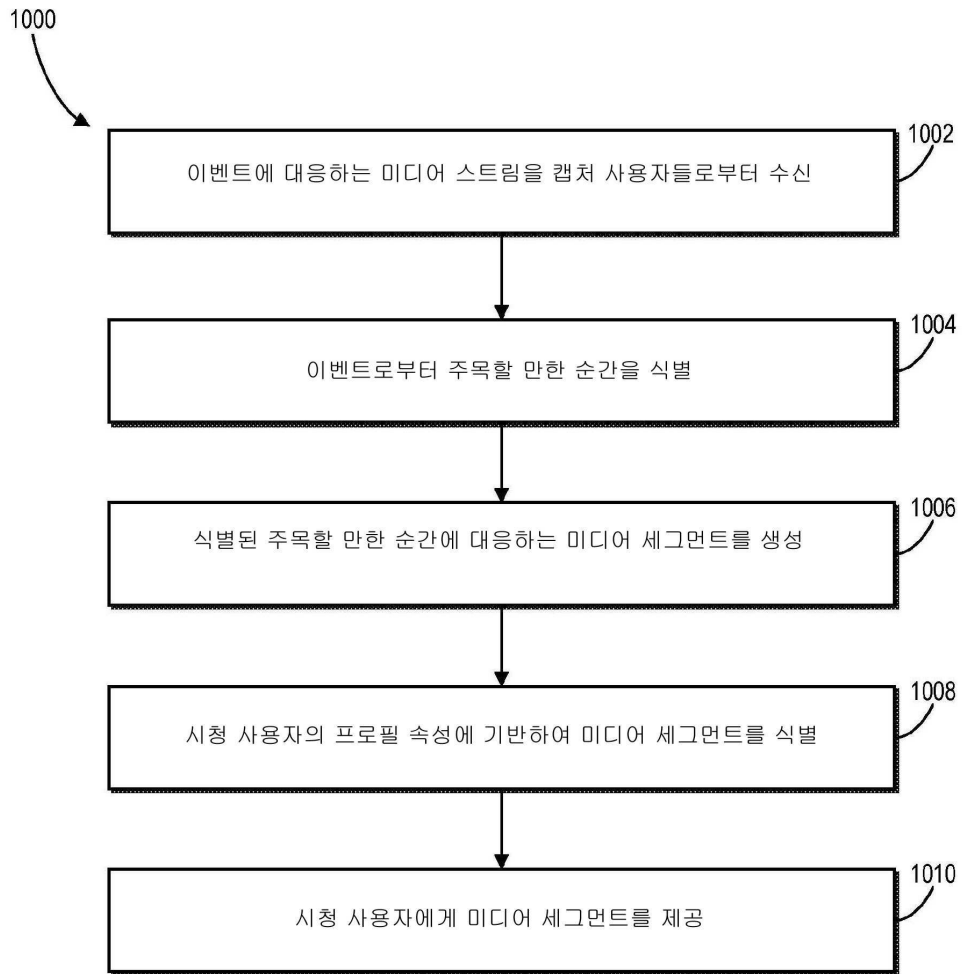 1000
1002
이벤트에 대응하는 미디어 스트림을 캡처 사용자들로부터 수신
1004
이벤트로부터 주목할 만한 순간을 식별
1006
식별된 주목할 만한 순간에 대응하는 미디어 세그먼트를 생성
1008
시청 사용자의 프로필 속성에 기반하여 미디어 세그먼트를 식별
1010
시청 사용자에게 미디어 세그먼트를 제공